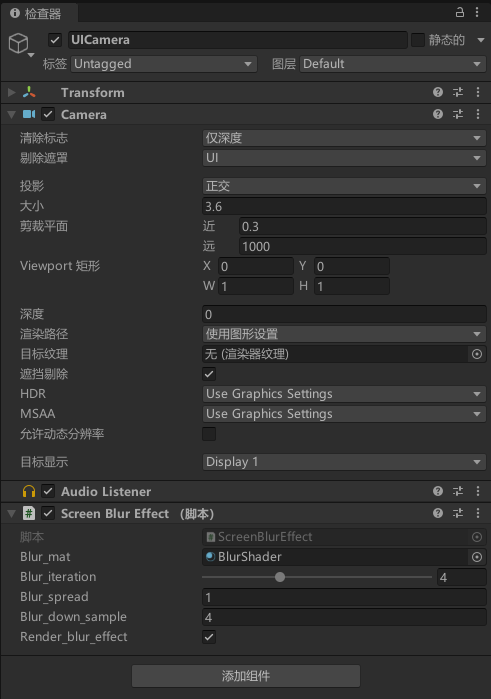 检查器
UICamera 静态的
标签 Untagged 图层 Default
Transform
Camera
清除标志 仅深度
剔除遮罩 UI
投影 正交
大小 3.6
剪裁平面 近 0.3
远 1000
Viewport 矩形 X 0 Y 0
W 1 H 1
深度 0
渲染路径 使用图形设置
目标纹理 无 (渲染器纹理)
遮挡剔除
HDR Use Graphics Settings
MSAA Use Graphics Settings
允许动态分辨率
目标显示 Display 1
Audio Listener
# Screen Blur Effect （脚本）
脚本 ScreenBlurEffect
Blur_mat BlurShader
Blur_iteration 4
Blur_spread 1
Blur_down_sample 4
Render_blur_effect
添加组件